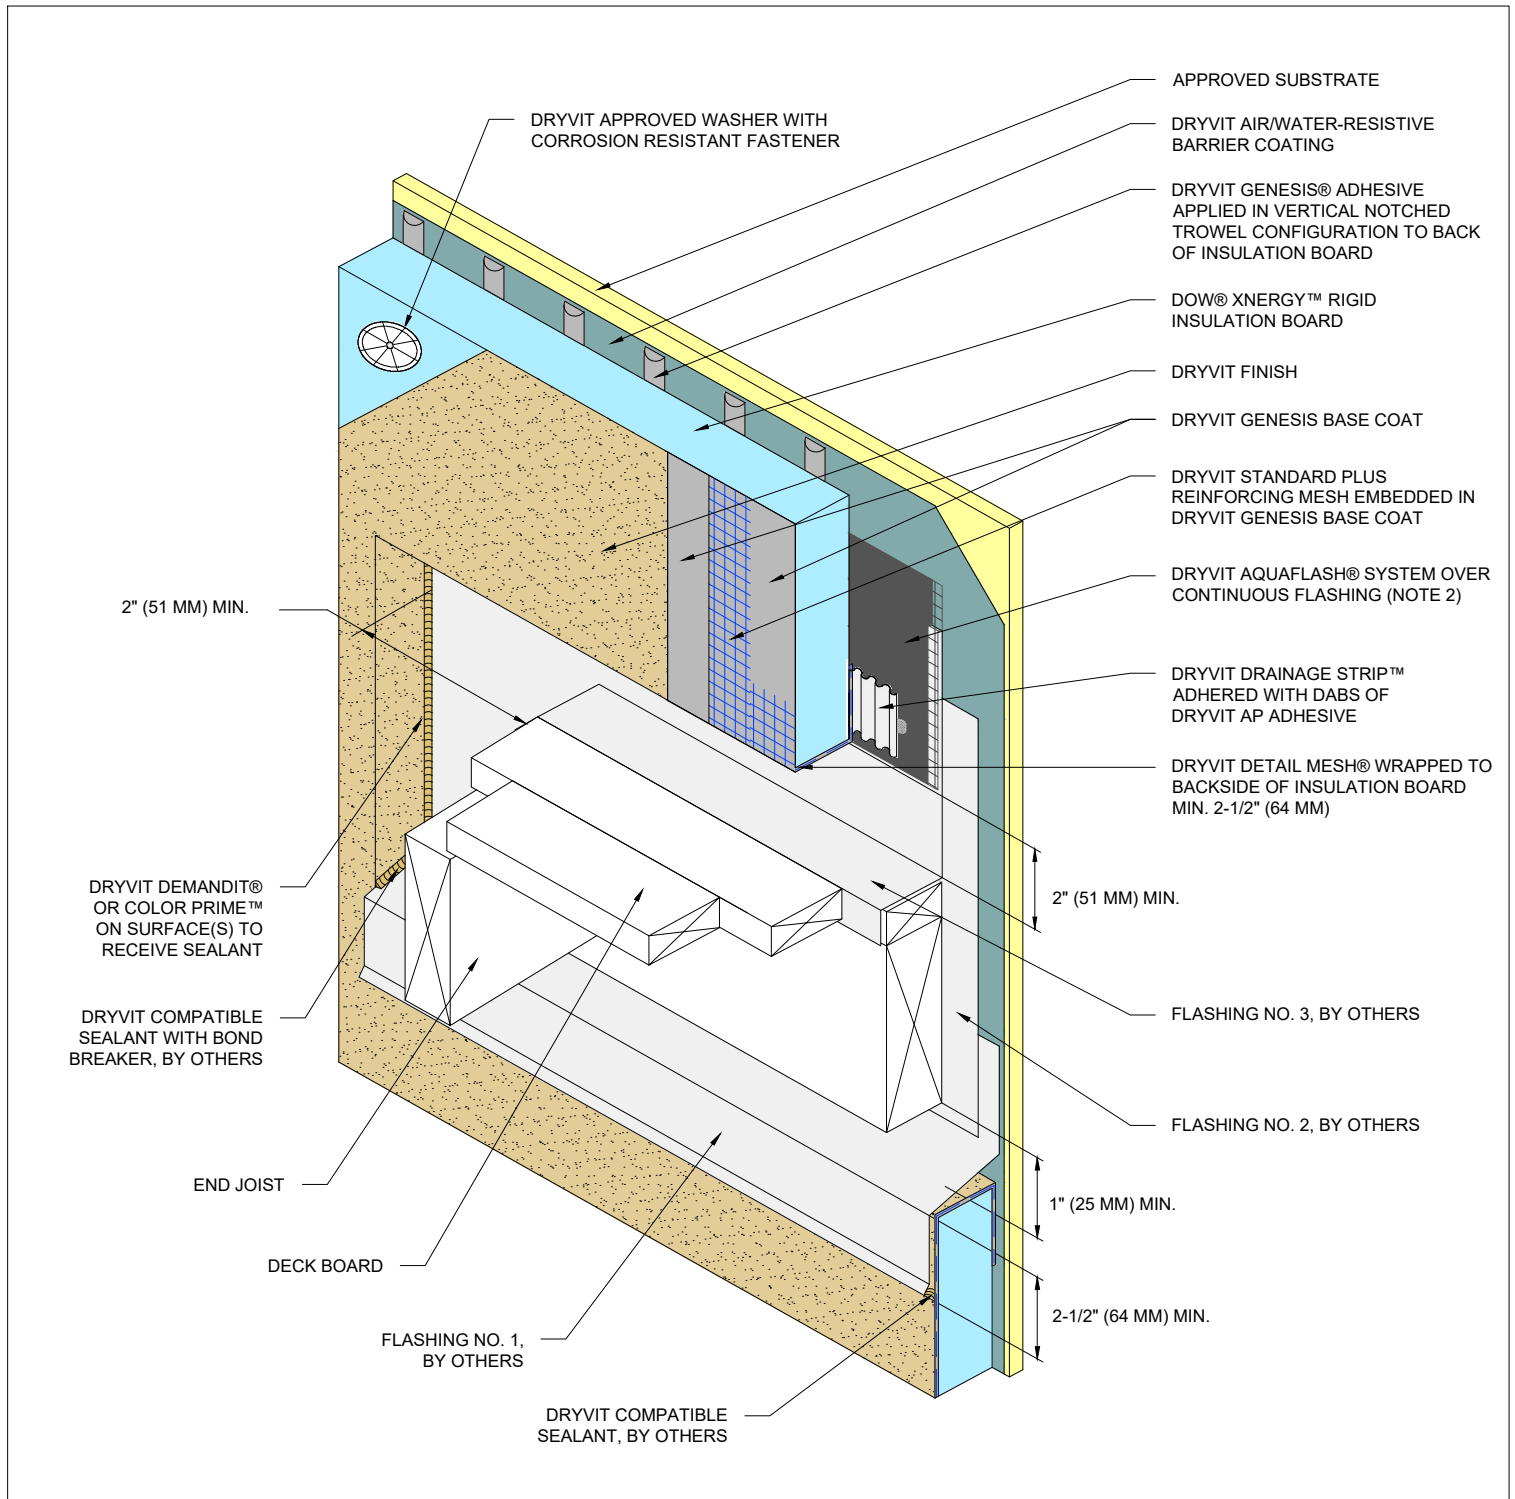 APPROVED SUBSTRATE
DRYVIT APPROVED WASHER WITH
CORROSION RESISTANT FASTENER
DRYVIT AIR/WATER-RESISTIVE
BARRIER COATING
DRYVIT GENESIS® ADHESIVE
APPLIED IN VERTICAL NOTCHED
TROWEL CONFIGURATION TO BACK
OF INSULATION BOARD
DOW® XNERGY™ RIGID
INSULATION BOARD
DRYVIT FINISH
DRYVIT GENESIS BASE COAT
DRYVIT STANDARD PLUS
REINFORCING MESH EMBEDDED IN
DRYVIT GENESIS BASE COAT
DRYVIT AQUAFLASH® SYSTEM OVER
CONTINUOUS FLASHING (NOTE 2)
2" (51 MM) MIN.
DRYVIT DRAINAGE STRIP™
ADHERED WITH DABS OF
DRYVIT AP ADHESIVE
DRYVIT DETAIL MESH® WRAPPED TO
BACKSIDE OF INSULATION BOARD
MIN. 2-1/2" (64 MM)
2" (51 MM) MIN.
DRYVIT DEMANDIT®
OR COLOR PRIME™
ON SURFACE(S) TO
RECEIVE SEALANT
FLASHING NO. 3, BY OTHERS
DRYVIT COMPATIBLE
SEALANT WITH BOND
BREAKER, BY OTHERS
FLASHING NO. 2, BY OTHERS
END JOIST
1" (25 MM) MIN.
DECK BOARD
2-1/2" (64 MM) MIN.
FLASHING NO. 1,
BY OTHERS
DRYVIT COMPATIBLE
SEALANT, BY OTHERS